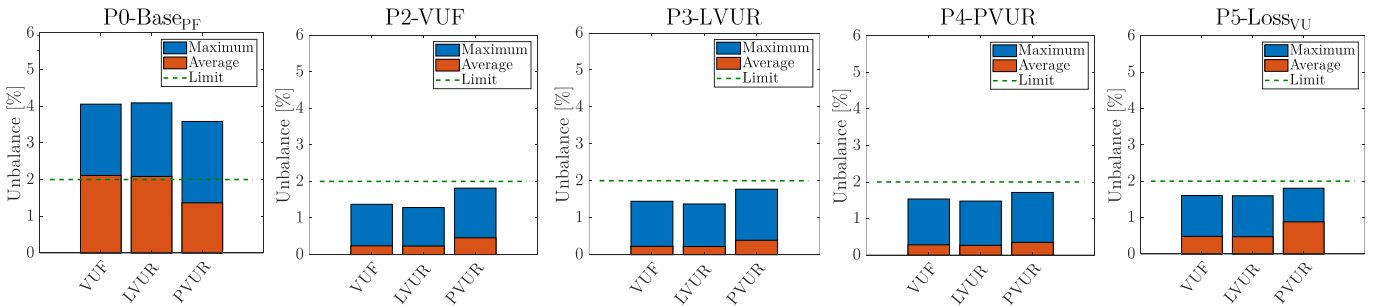 P0-Base_PF
Unbalance [%]
6
5
4
3
2
1
0
Maximum
Average
Limit
VUF
LVUR
PVUR
P2-VUF
Unbalance [%]
6
5
4
3
2
1
0
Maximum
Average
Limit
VUF
LVUR
PVUR
P3-LVUR
Unbalance [%]
6
5
4
3
2
1
0
Maximum
Average
Limit
VUF
LVUR
PVUR
P4-PVUR
Unbalance [%]
6
5
4
3
2
1
0
Maximum
Average
Limit
VUF
LVUR
PVUR
P5-Loss_VU
Unbalance [%]
6
5
4
3
2
1
0
Maximum
Average
Limit
VUF
LVUR
PVUR